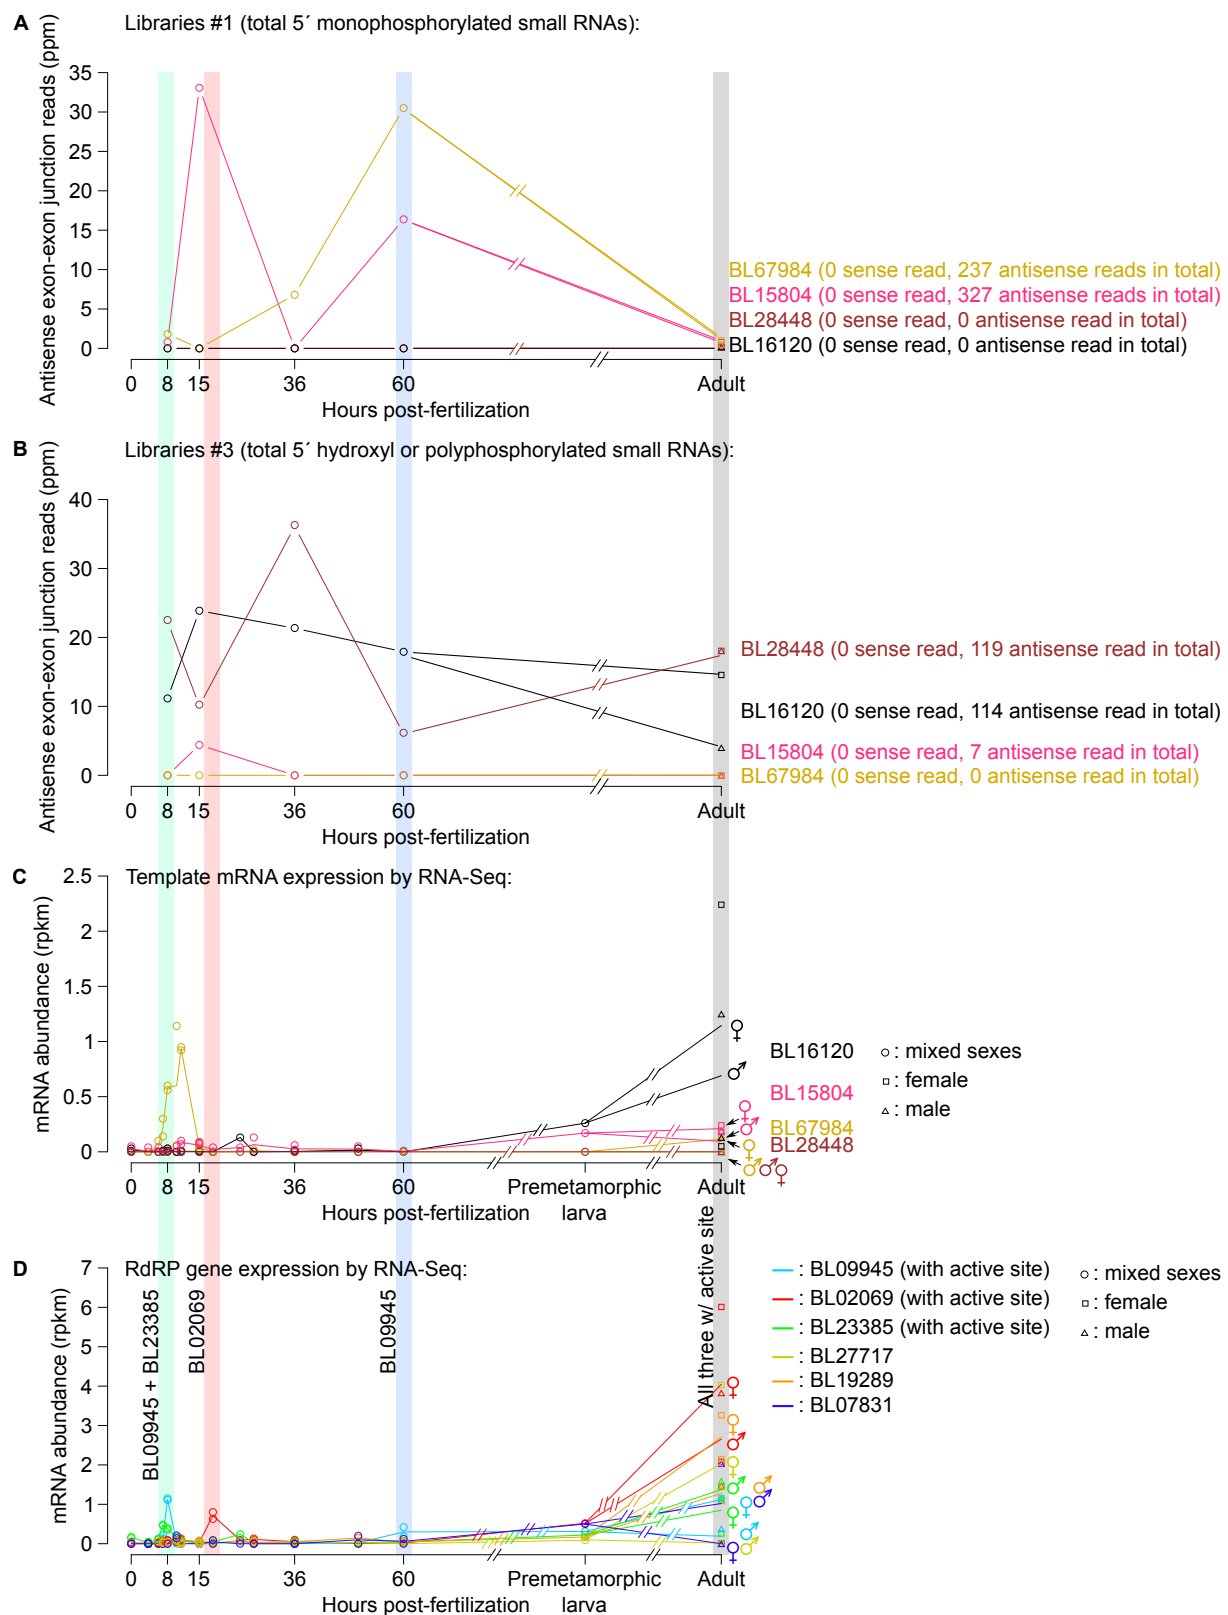 A Libraries #1 (total 5´ monophosphorylated small RNAs):
Antisense exon-exon junction reads (ppm)
35
30
25
20
15
10
5
0
BL67984 (0 sense read, 237 antisense reads in total)
BL15804 (0 sense read, 327 antisense reads in total)
BL28448 (0 sense read, 0 antisense read in total)
BL16120 (0 sense read, 0 antisense read in total)
0 8 15 36 60 Adult
Hours post-fertilization
B Libraries #3 (total 5´ hydroxyl or polyphosphorylated small RNAs):
Antisense exon-exon junction reads (ppm)
40
30
20
10
0
BL28448 (0 sense read, 119 antisense read in total)
BL16120 (0 sense read, 114 antisense read in total)
BL15804 (0 sense read, 7 antisense read in total)
BL67984 (0 sense read, 0 antisense read in total)
0 8 15 36 60 Adult
Hours post-fertilization
C Template mRNA expression by RNA-Seq:
mRNA abundance (rpkm)
2.5
2
1.5
1
0.5
0
♀
♂
BL16120
BL15804
♀
♂
BL67984
♀
BL28448
♂ ♂ ♀
: mixed sexes
: female
: male
0 8 15 36 60 Premetamorphic larva Adult
Hours post-fertilization
D RdRP gene expression by RNA-Seq:
mRNA abundance (rpkm)
7
6
5
4
3
2
1
0
BL09945 + BL23385
BL02069
BL09945
All three w/ active site
: BL09945 (with active site)
: BL02069 (with active site)
: BL23385 (with active site)
: BL27717
: BL19289
: BL07831
: mixed sexes
: female
: male
♀
♀
♂
♀
♂ ♂
♀ ♂
♀
♂
♀ ♂
0 8 15 36 60 Premetamorphic larva Adult
Hours post-fertilization